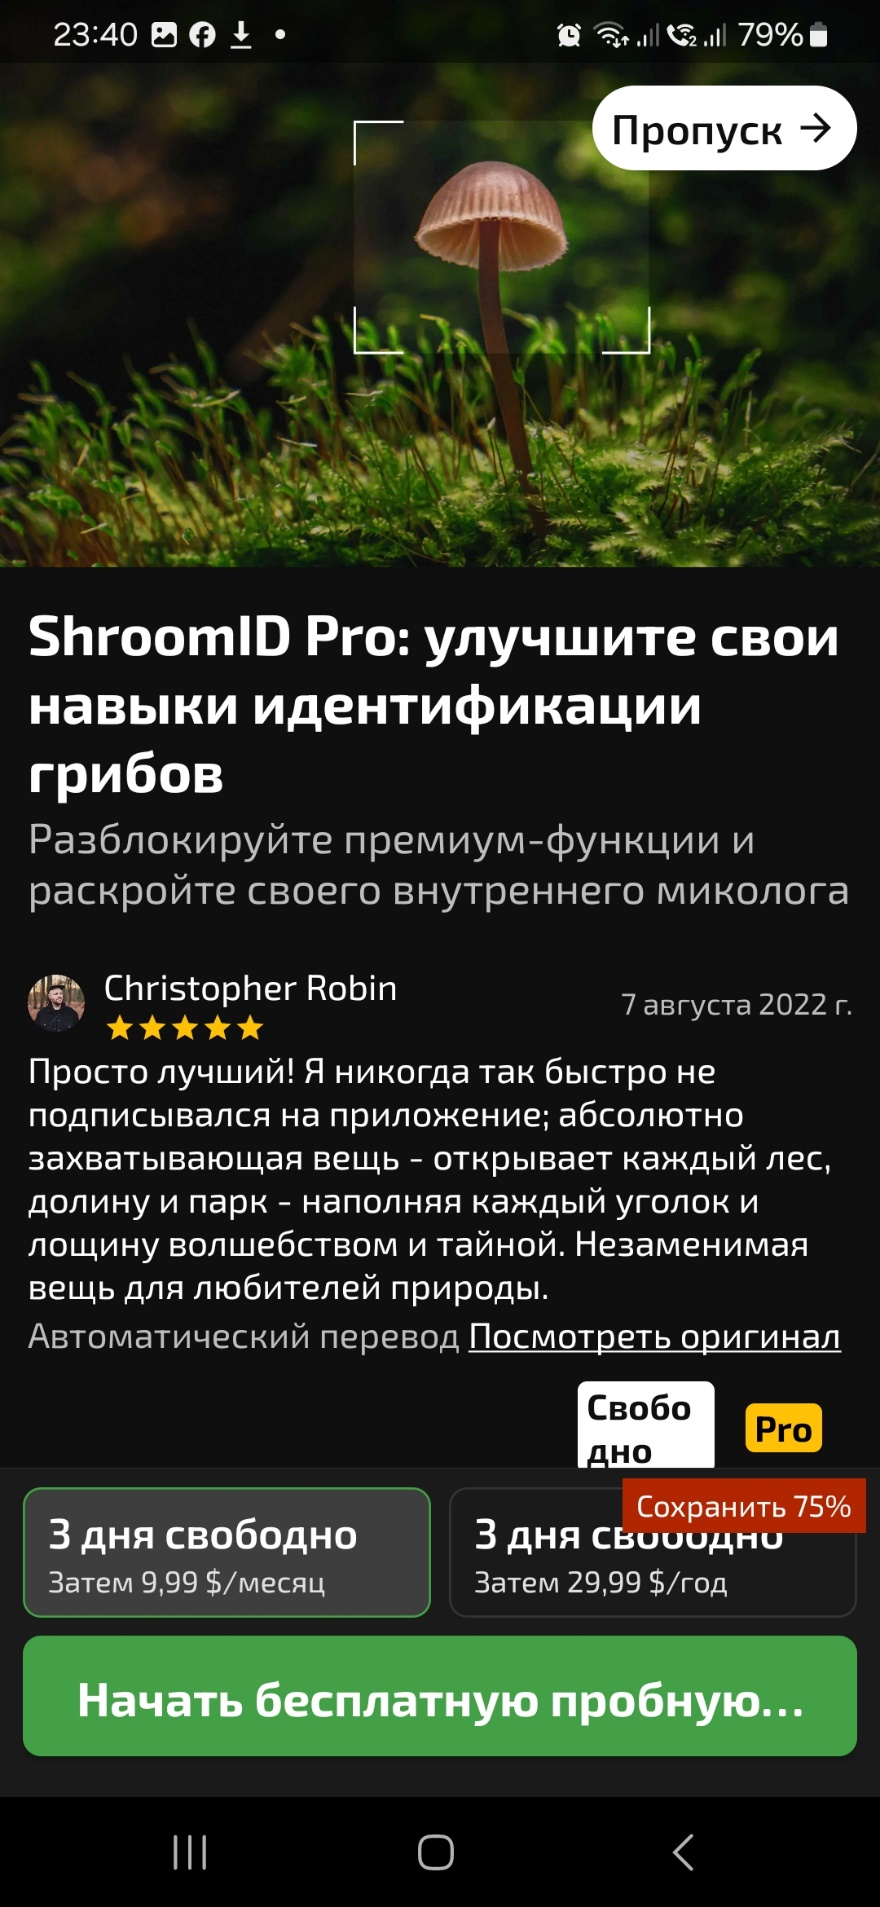 23:40
79%
Пропуск →
ShroomID Pro: улучшите свои
навыки идентификации
грибов
Разблокируйте премиум-функции и
раскройте своего внутреннего миколога
Christopher Robin
7 августа 2022 г.
Просто лучший! Я никогда так быстро не
подписывался на приложение; абсолютно
захватывающая вещь - открывает каждый лес,
долину и парк - наполняя каждый уголок и
лощину волшебством и тайной. Незаменимая
вещь для любителей природы.
Автоматический перевод Посмотреть оригинал
Свобо
дно
Pro
Сохранить 75%
3 дня свободно
Затем 9,99 $/месяц
3 дня свободно
Затем 29,99 $/год
Начать бесплатную пробную...